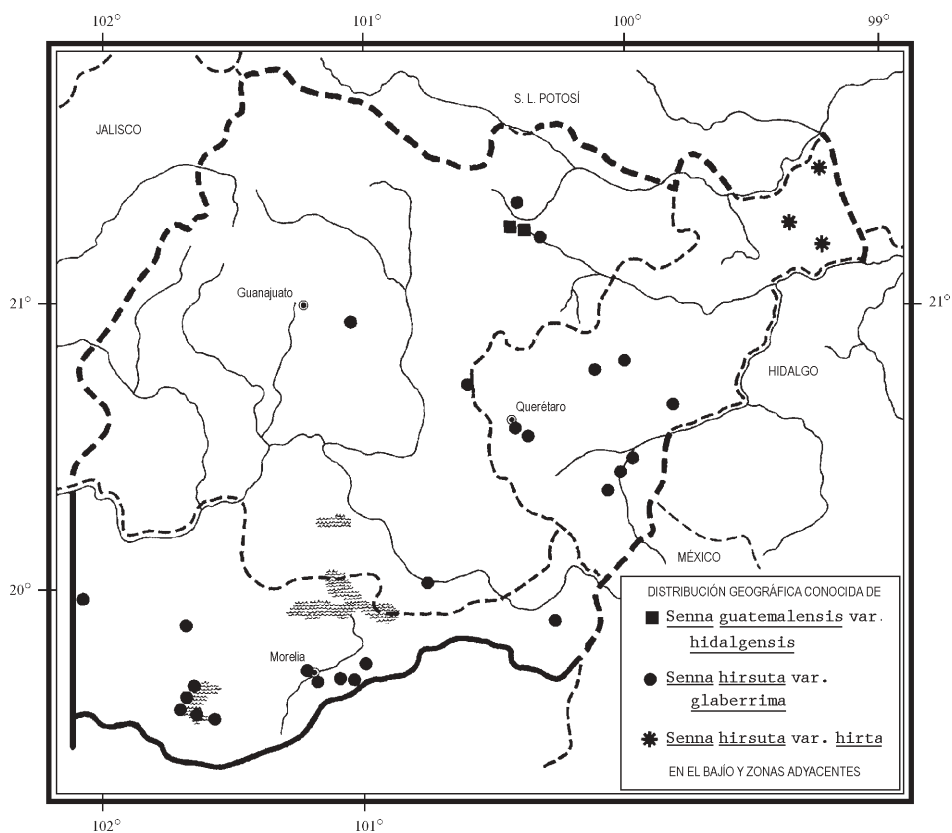 102° 101° 100° 99°
S. L. POTOSÍ
JALISCO
Guanajuato
21° 21°
HIDALGO
Querétaro
MÉXICO
20°
DISTRIBUCIÓN GEOGRÁFICA CONOCIDA DE
Senna guatemalensis var.
hidalgensis
Morelia
Senna hirsuta var.
glaberrima
Senna hirsuta var. hirta
EN EL BAJÍO Y ZONAS ADYACENTES
102° 101°